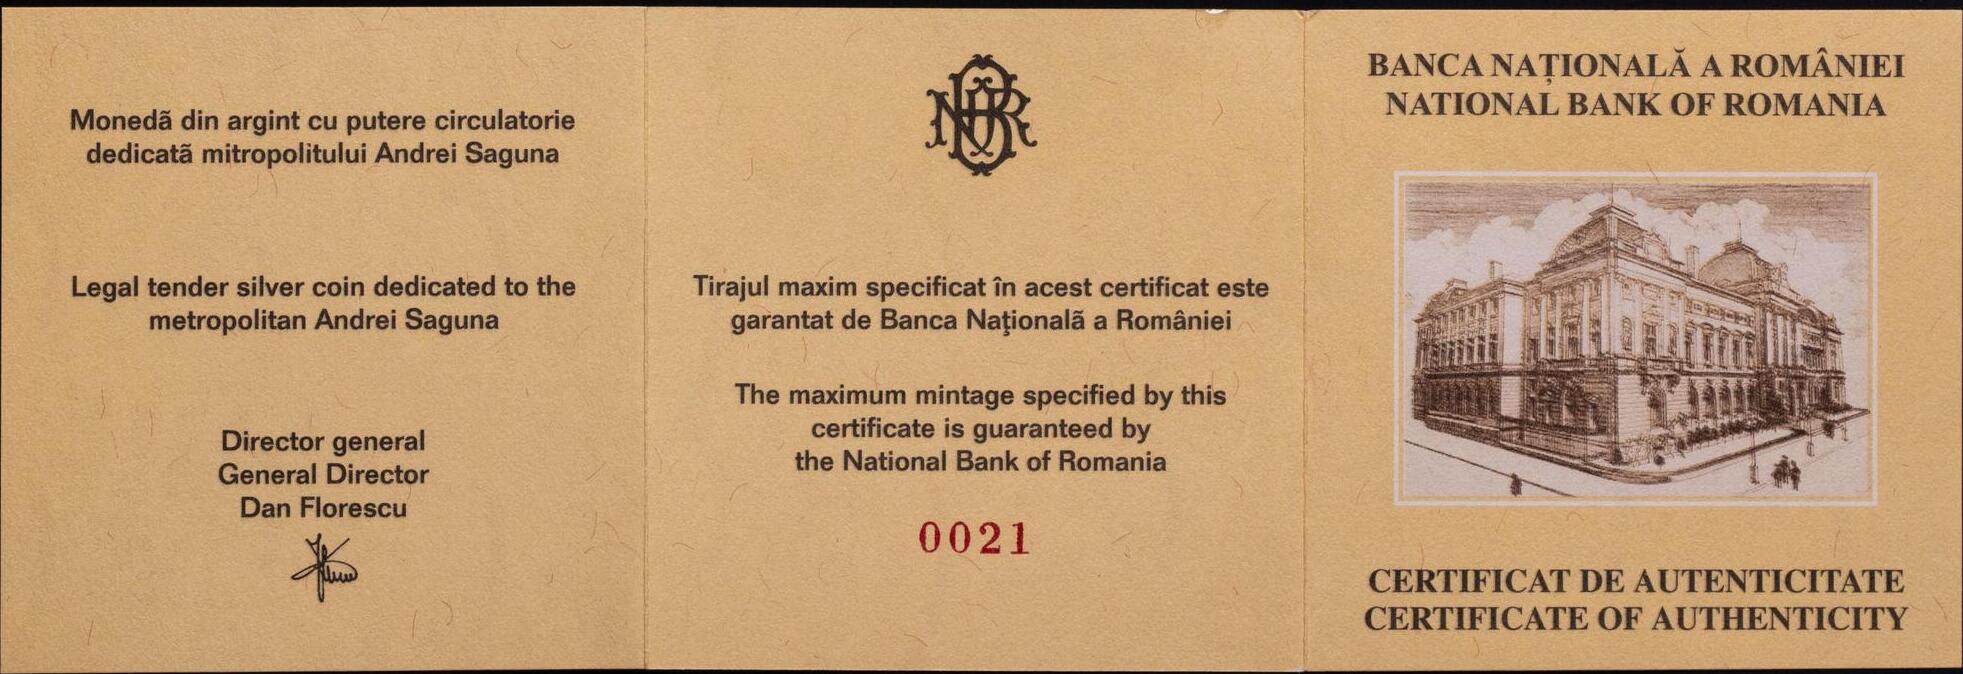 Monedã din argint cu putere circulatorie
dedicatã mitropolitului Andrei Saguna
Legal tender silver coin dedicated to the
metropolitan Andrei Saguna
Director general
General Director
Dan Florescu
Tirajul maxim specificat în acest certificat este
garantat de Banca Naţionalã a României
The maximum mintage specified by this
certificate is guaranteed by
the National Bank of Romania
0021
BANCA NAȚIONALĂ A ROMÂNIEI
NATIONAL BANK OF ROMANIA
CERTIFICAT DE AUTENTICITATE
CERTIFICATE OF AUTHENTICITY